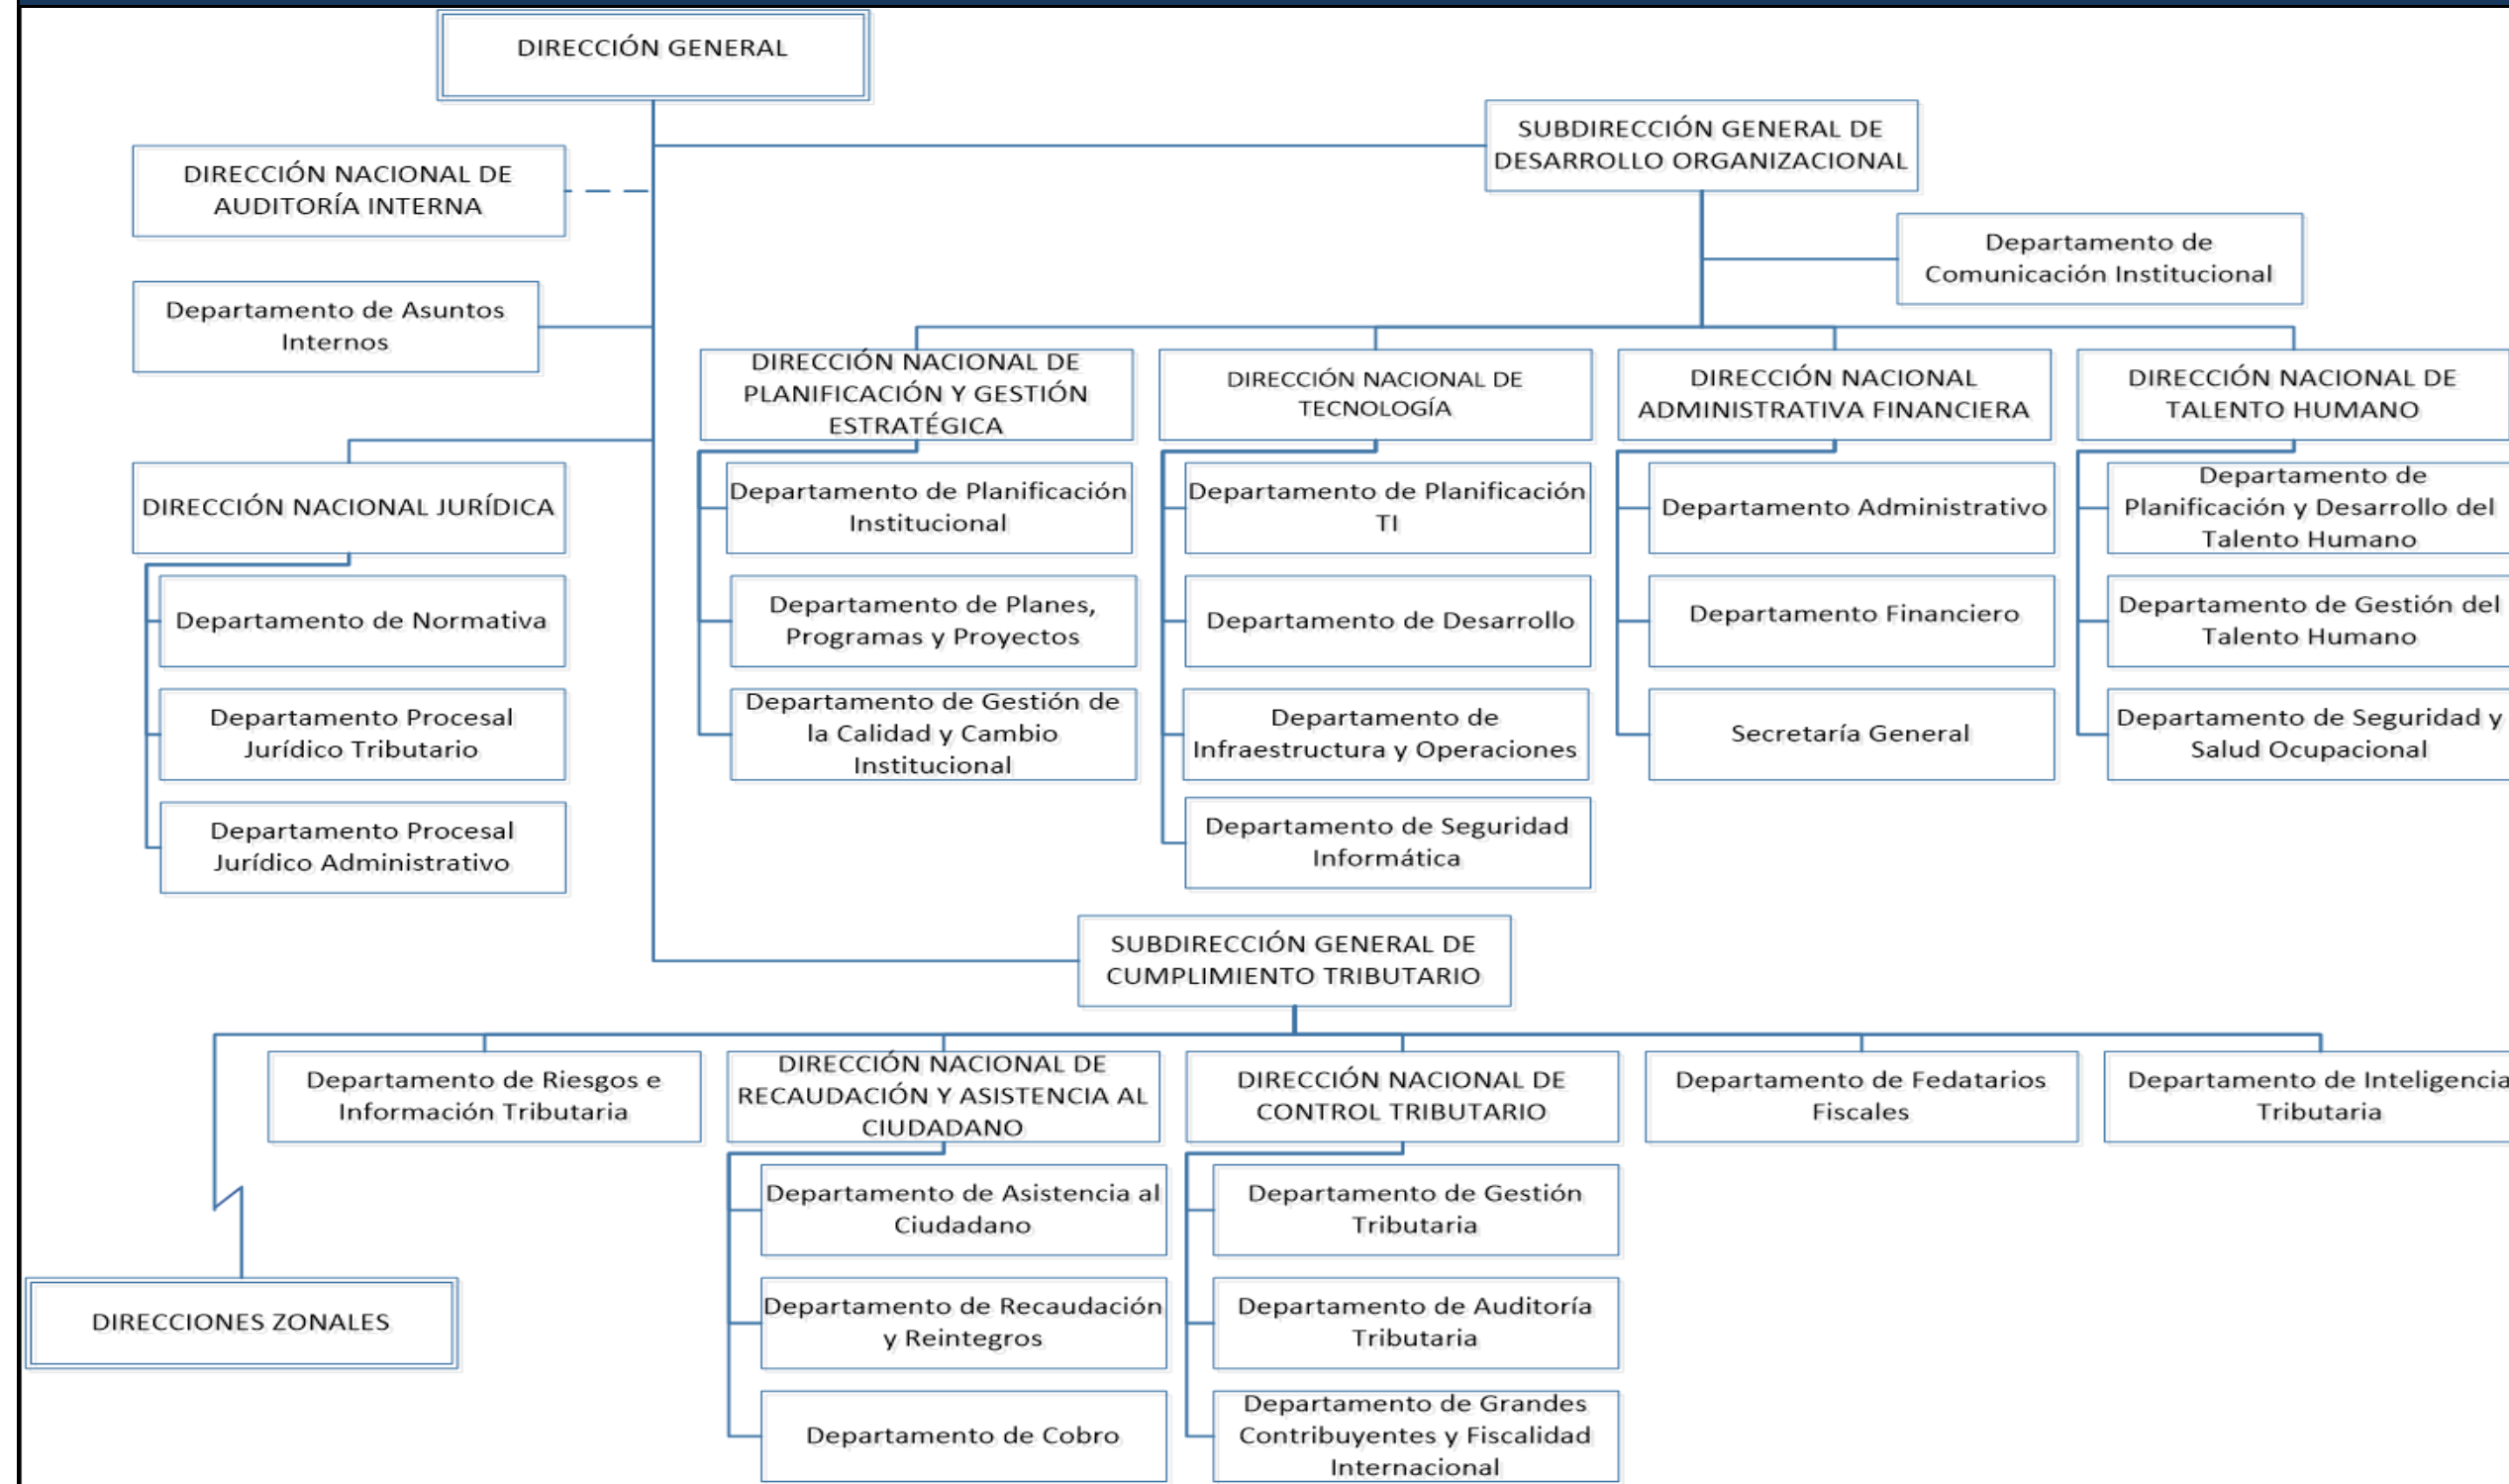 DIRECCIÓN GENERAL
SUBDIRECCIÓN GENERAL DE
DESARROLLO ORGANIZACIONAL
DIRECCIÓN NACIONAL DE
AUDITORÍA INTERNA
Departamento de
Comunicación Institucional
Departamento de Asuntos
Internos
DIRECCIÓN NACIONAL DE
PLANIFICACIÓN Y GESTIÓN
ESTRATÉGICA
DIRECCIÓN NACIONAL DE
TECNOLOGÍA
DIRECCIÓN NACIONAL
ADMINISTRATIVA FINANCIERA
DIRECCIÓN NACIONAL DE
TALENTO HUMANO
DIRECCIÓN NACIONAL JURÍDICA
Departamento de Normativa
Departamento Procesal
Jurídico Tributario
Departamento Procesal
Jurídico Administrativo
Departamento de Planificación
Institucional
Departamento de Planes,
Programas y Proyectos
Departamento de Gestión de
la Calidad y Cambio
Institucional
Departamento de Planificación
TI
Departamento de Desarrollo
Departamento de
Infraestructura y Operaciones
Departamento de Seguridad
Informática
Departamento Administrativo
Departamento Financiero
Secretaría General
Departamento de
Planificación y Desarrollo del
Talento Humano
Departamento de Gestión del
Talento Humano
Departamento de Seguridad y
Salud Ocupacional
SUBDIRECCIÓN GENERAL DE
CUMPLIMIENTO TRIBUTARIO
Departamento de Riesgos e
Información Tributaria
DIRECCIÓN NACIONAL DE
RECAUDACIÓN Y ASISTENCIA AL
CIUDADANO
DIRECCIÓN NACIONAL DE
CONTROL TRIBUTARIO
Departamento de Fedatarios
Fiscales
Departamento de Inteligencia
Tributaria
Departamento de Asistencia al
Ciudadano
Departamento de Recaudación
y Reintegros
Departamento de Cobro
Departamento de Gestión
Tributaria
Departamento de Auditoría
Tributaria
Departamento de Grandes
Contribuyentes y Fiscalidad
Internacional
DIRECCIONES ZONALES